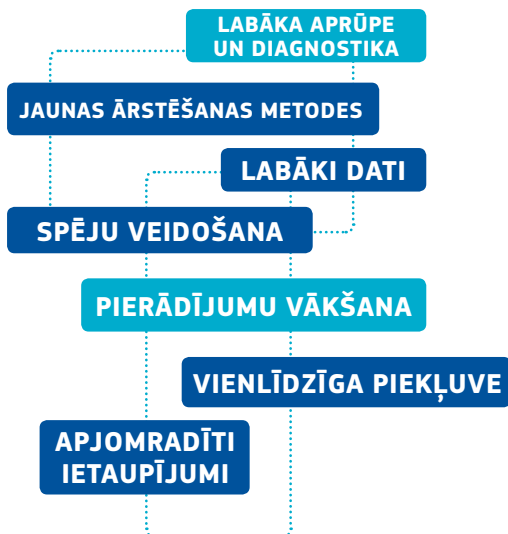 LABĀKA APRŪPE
UN DIAGNOSTIKA
JAUNAS ĀRSTĒŠANAS METODES
LABĀKI DATI
SPĒJU VEIDOŠANA
PIERĀDĪJUMU VĀKŠANA
VIENLĪDZĪGA PIEKĻUVE
APJOMRADĪTI
IETAUPĪJUMI